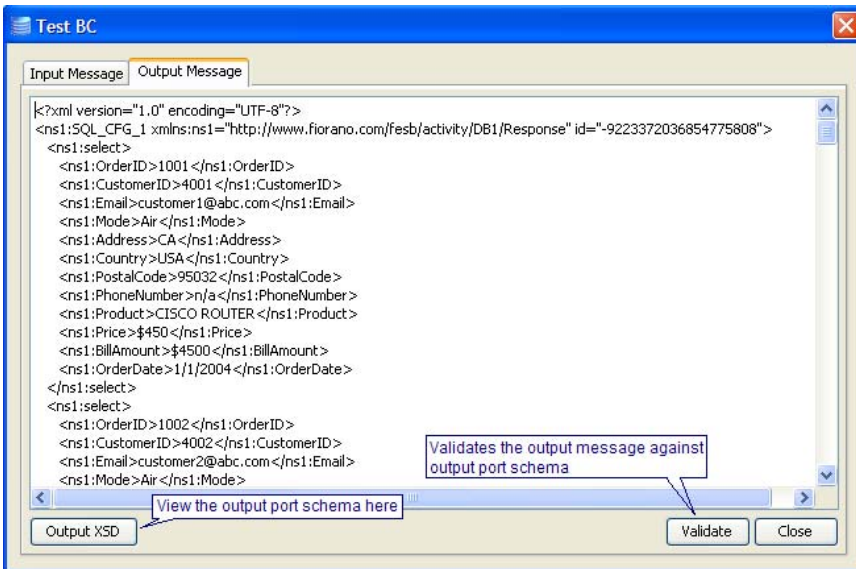 Test BC
Input Message
Output Message
<?xml version="1.0" encoding="UTF-8"?>
<ns1:SQL_CFG_1 xmlns:ns1="http://www.fiorano.com/fesb/activity/DB1/Response" id="-9223372036854775808">
<ns1:select>
<ns1:OrderID>1001</ns1:OrderID>
<ns1:CustomerID>4001</ns1:CustomerID>
<ns1:Email>customer1@abc.com</ns1:Email>
<ns1:Mode>Air</ns1:Mode>
<ns1:Address>CA</ns1:Address>
<ns1:Country>USA</ns1:Country>
<ns1:PostalCode>95032</ns1:PostalCode>
<ns1:PhoneNumber>n/a</ns1:PhoneNumber>
<ns1:Product>CISCO ROUTER</ns1:Product>
<ns1:Price>$450</ns1:Price>
<ns1:BillAmount>$4500</ns1:BillAmount>
<ns1:OrderDate>1/1/2004</ns1:OrderDate>
</ns1:select>
<ns1:select>
<ns1:OrderID>1002</ns1:OrderID>
<ns1:CustomerID>4002</ns1:CustomerID>
<ns1:Email>customer2@abc.com</ns1:Email>
<ns1:Mode>Air</ns1:Mode>
Validates the output message against
output port schema
View the output port schema here
Output XSD
Validate
Close